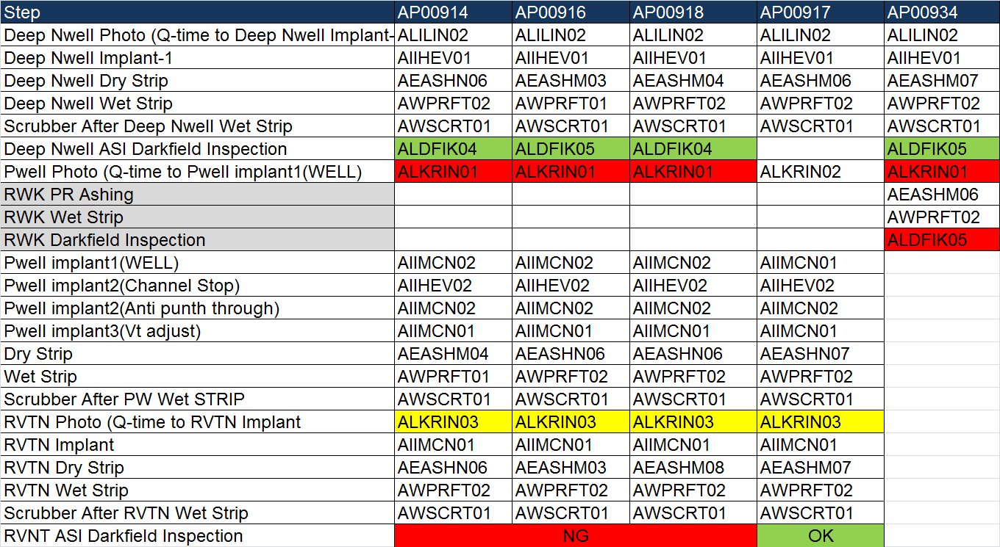 Step AP00914 AP00916 AP00918 AP00917 AP00934
Deep Nwell Photo (Q-time to Deep Nwell Implant- ALILIN02 ALILIN02 ALILIN02 ALILIN02 ALILIN02
Deep Nwell Implant-1 AIIHEV01 AIIHEV01 AIIHEV01 AIIHEV01 AIIHEV01
Deep Nwell Dry Strip AEASHN06 AEASHM03 AEASHM04 AEASHM06 AEASHM07
Deep Nwell Wet Strip AWPRFT02 AWPRFT01 AWPRFT02 AWPRFT02 AWPRFT02
Scrubber After Deep Nwell Wet Strip AWSCRT01 AWSCRT01 AWSCRT01 AWSCRT01 AWSCRT01
Deep Nwell ASI Darkfield Inspection ALDFIK04 ALDFIK05 ALDFIK04 ALDFIK05
Pwell Photo (Q-time to Pwell implant1(WELL) ALKRIN01 ALKRIN01 ALKRIN01 ALKRIN02 ALKRIN01
RWK PR Ashing AEASHM06
RWK Wet Strip AWPRFT02
RWK Darkfield Inspection ALDFIK05
Pwell implant1(WELL) AIIMCN02 AIIMCN02 AIIMCN02 AIIMCN01
Pwell implant2(Channel Stop) AIIHEV02 AIIHEV02 AIIHEV02 AIIHEV02
Pwell implant2(Anti punth through) AIIMCN02 AIIMCN02 AIIMCN02 AIIMCN02
Pwell implant3(Vt adjust) AIIMCN01 AIIMCN01 AIIMCN01 AIIMCN01
Dry Strip AEASHM04 AEASHN06 AEASHN06 AEASHN07
Wet Strip AWPRFT01 AWPRFT02 AWPRFT02 AWPRFT02
Scrubber After PW Wet STRIP AWSCRT01 AWSCRT01 AWSCRT01 AWSCRT01
RVTN Photo (Q-time to RVTN Implant ALKRIN03 ALKRIN03 ALKRIN03 ALKRIN03
RVTN Implant AIIMCN01 AIIMCN01 AIIMCN01 AIIMCN01
RVTN Dry Strip AEASHN06 AEASHM03 AEASHM08 AEASHM07
RVTN Wet Strip AWPRFT02 AWPRFT02 AWPRFT02 AWPRFT02
Scrubber After RVTN Wet Strip AWSCRT01 AWSCRT01 AWSCRT01 AWSCRT01
RVNT ASI Darkfield Inspection NG OK